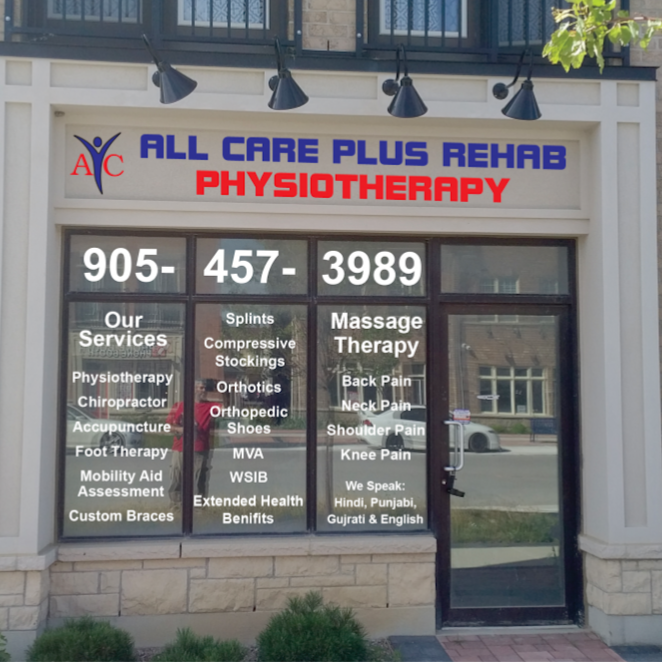 AYC
ALL CARE PLUS REHAB
PHYSIOTHERAPY
905- 457- 3989
Our
Services
Physiotherapy
Chiropractor
Accupuncture
Foot Therapy
Mobility Aid
Assessment
Custom Braces
Splints
Compressive
Stockings
Orthotics
Orthopedic
Shoes
MVA
WSIB
Extended Health
Benifits
Massage
Therapy
Back Pain
Neck Pain
Shoulder Pain
Knee Pain
We Speak:
Hindi, Punjabi,
Gujrati & English